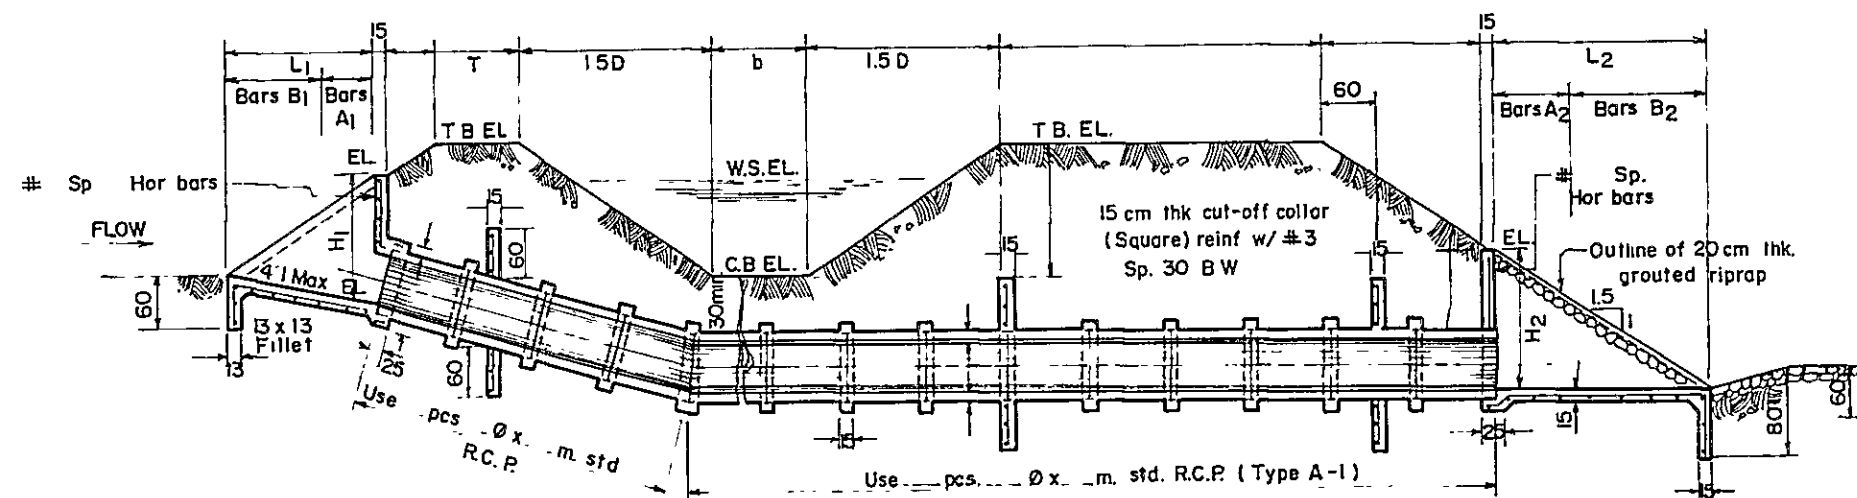 15
15
L1
T
1 5D
b
1.5 D
L2
Bars B1
Bars
A1
60
Bars A2
Bars B2
T B EL
T B. EL.
EL.
W.S.EL.
# Sp Hor bars
# Sp.
Hor bars
15
15 cm thk cut-off collar
(Square) reinf w/ #3
Sp. 30 B W
FLOW
H1
60
15
15
EL
Outline of 20 cm thk.
grouted riprap
4:1 Max
EL
C.B EL.
1.5
1
60
30min
H2
13 x 13
Fillet
13
25
60
15
25
15
80
60
Use pcs Ø x m. std
R.C.P.
Use pcs. Ø x m. std. R.C.P. (Type A-1)
15